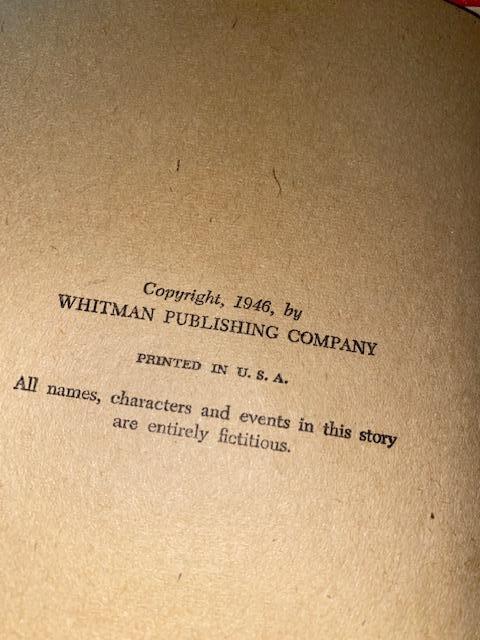 Copyright, 1946, by
WHITMAN PUBLISHING COMPANY
PRINTED IN U. S. A.
All names, characters and events in this story
are entirely fictitious.